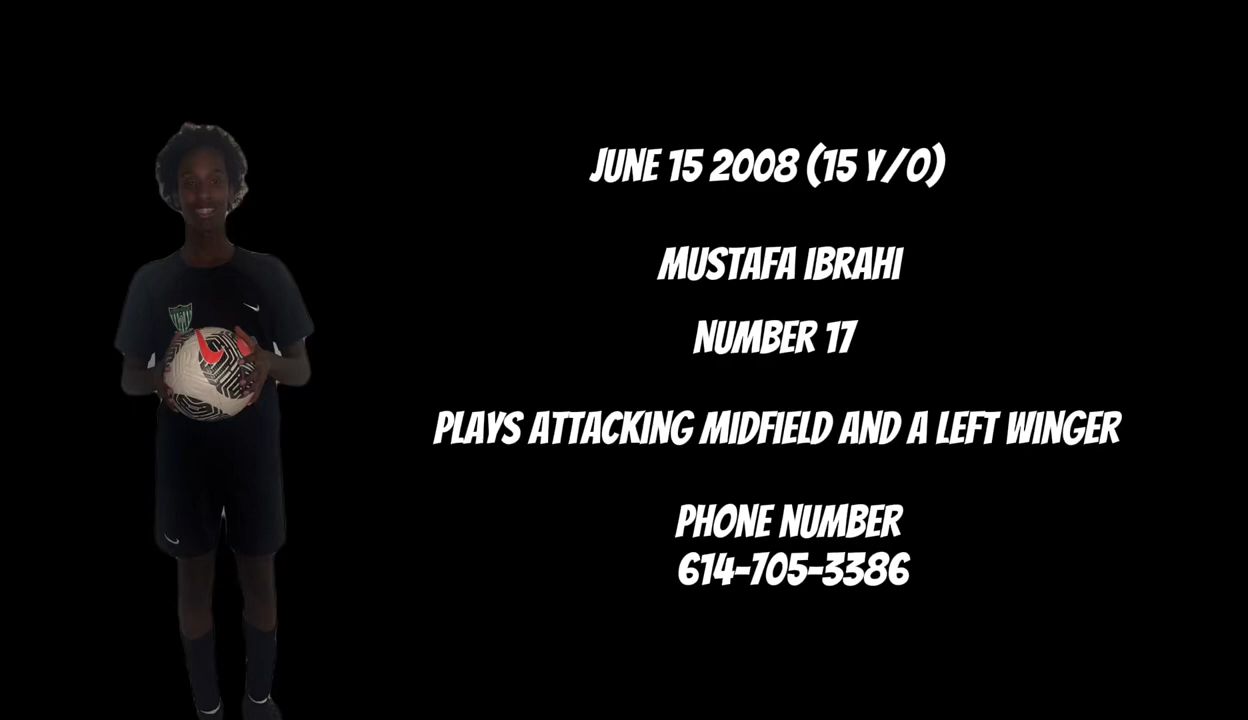 JUNE 15 2008 (15 Y/O)
MUSTAFA IBRAHI
NUMBER 17
PLAYS ATTACKING MIDFIELD AND A LEFT WINGER
PHONE NUMBER
614-705-3386